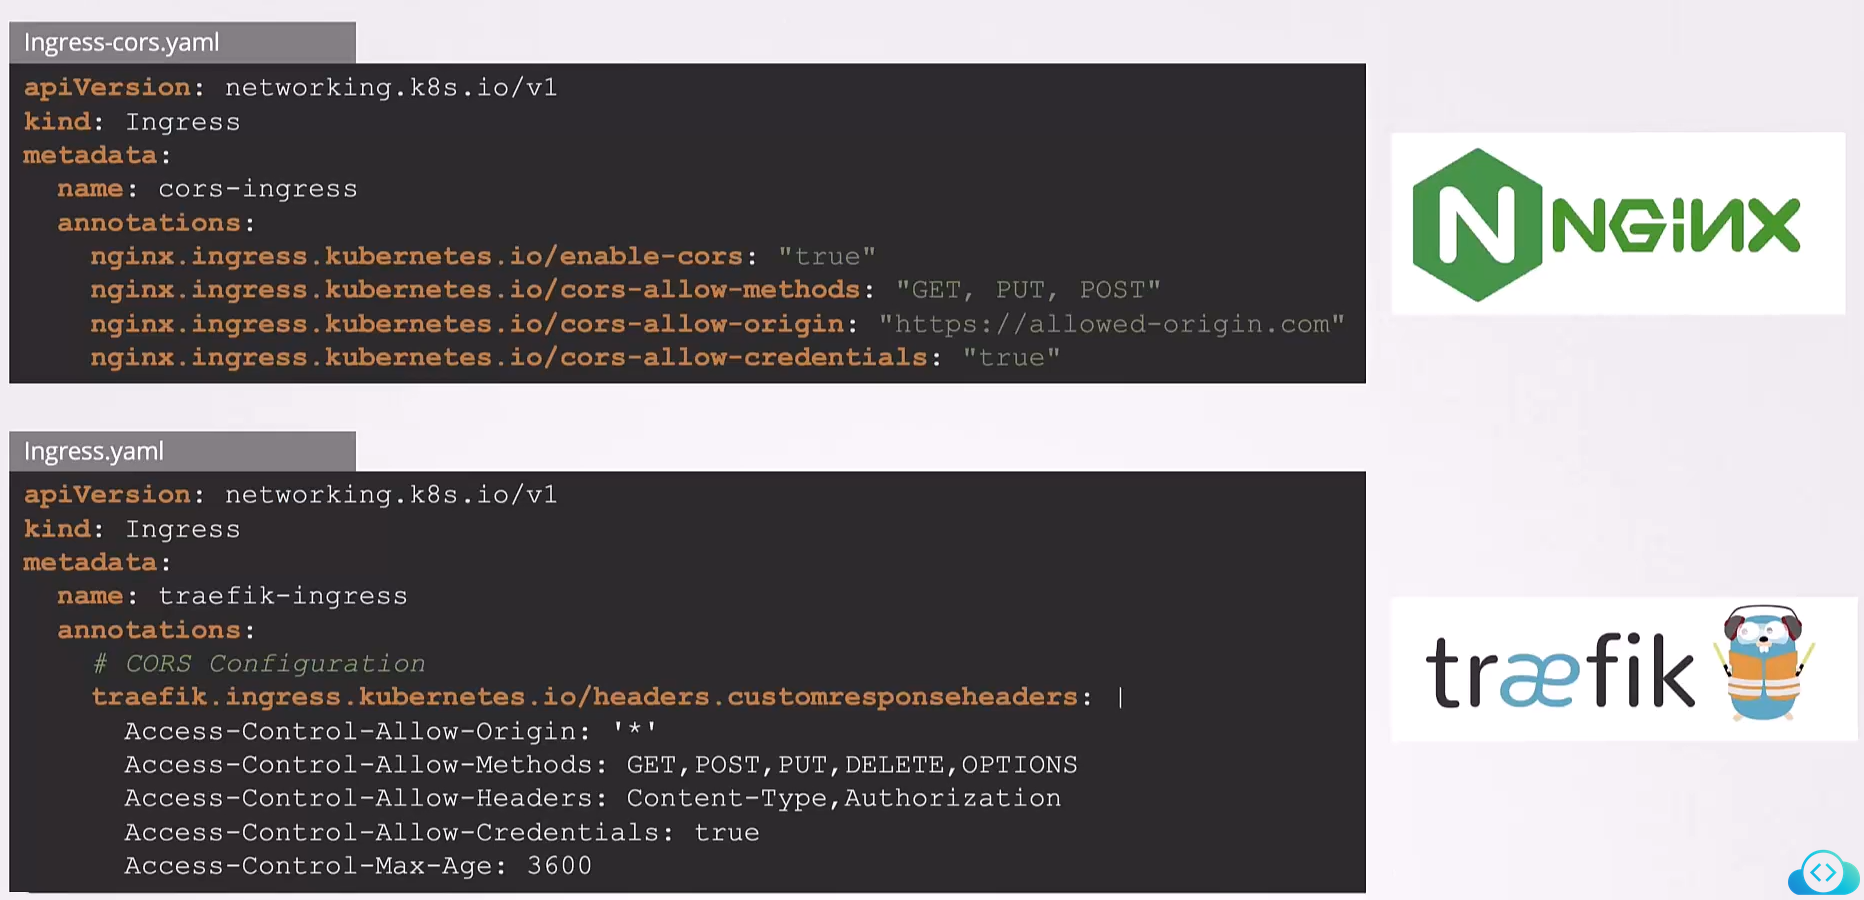 Ingress-cors.yaml
apiVersion: networking.k8s.io/v1
kind: Ingress
metadata:
  name: cors-ingress
  annotations:
    nginx.ingress.kubernetes.io/enable-cors: "true"
    nginx.ingress.kubernetes.io/cors-allow-methods: "GET, PUT, POST"
    nginx.ingress.kubernetes.io/cors-allow-origin: "https://allowed-origin.com"
    nginx.ingress.kubernetes.io/cors-allow-credentials: "true"
N NGiNX
Ingress.yaml
apiVersion: networking.k8s.io/v1
kind: Ingress
metadata:
  name: traefik-ingress
  annotations:
    # CORS Configuration
    traefik.ingress.kubernetes.io/headers.customresponseheaders: |
      Access-Control-Allow-Origin: '*'
      Access-Control-Allow-Methods: GET,POST,PUT,DELETE,OPTIONS
      Access-Control-Allow-Headers: Content-Type,Authorization
      Access-Control-Allow-Credentials: true
      Access-Control-Max-Age: 3600
træfik